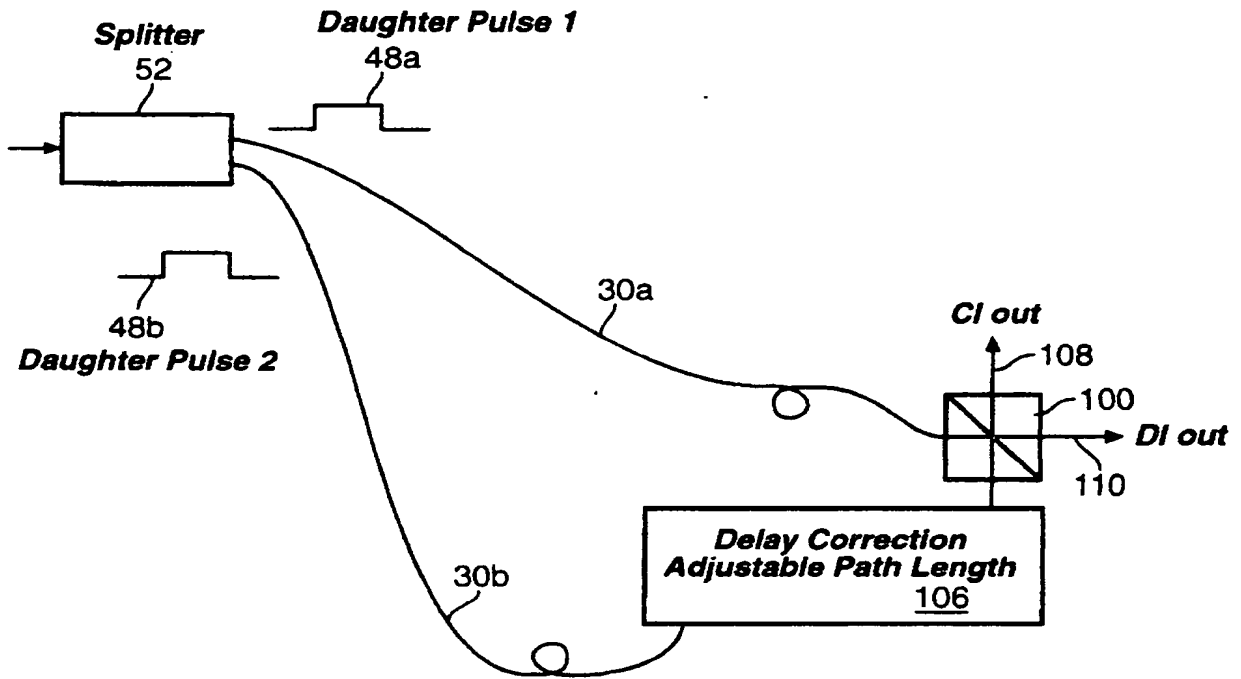 Splitter
52
Daughter Pulse 1
48a
48b
Daughter Pulse 2
30a
CI out
108
100
DI out
110
Delay Correction
Adjustable Path Length
106
30b